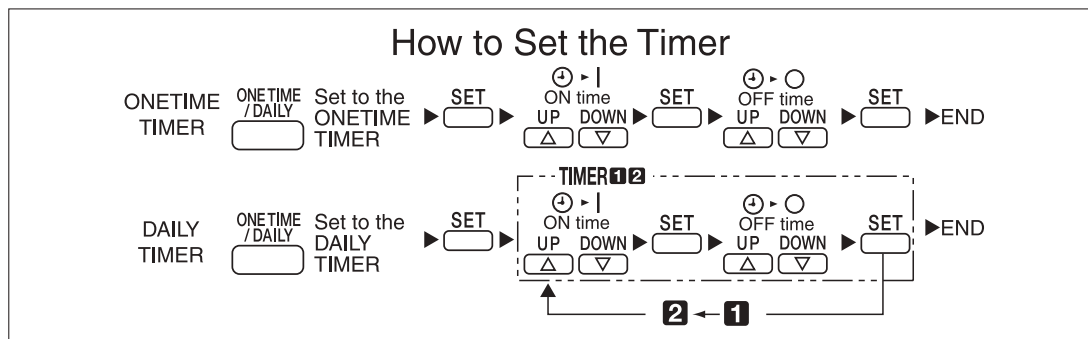 How to Set the Timer
ONETIME TIMER
ONETIME / DAILY
Set to the ONETIME TIMER
SET
ON time
UP DOWN
SET
OFF time
UP DOWN
SET
END
DAILY TIMER
ONETIME / DAILY
Set to the DAILY TIMER
SET
TIMER 1 2
ON time
UP DOWN
SET
OFF time
UP DOWN
SET
END
2 ← 1